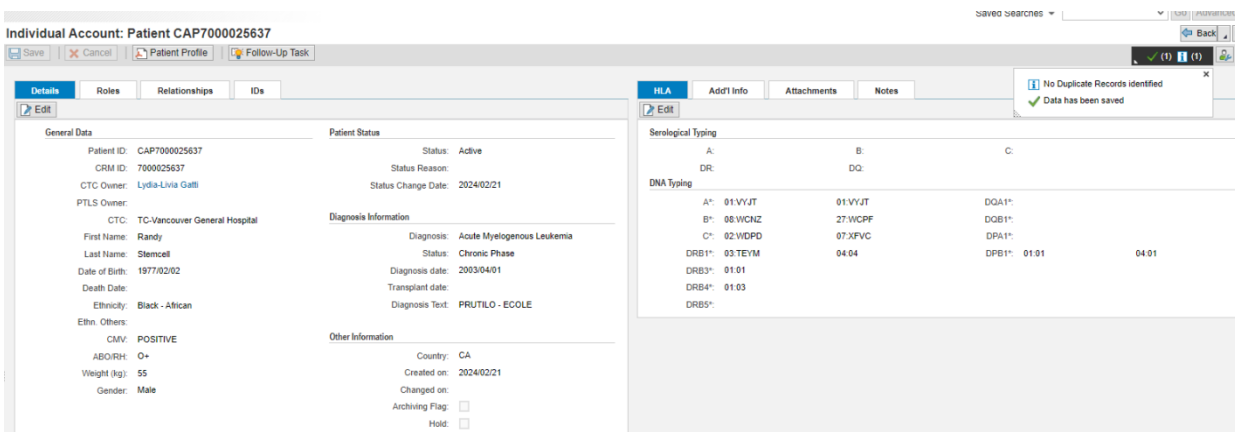 Saved Searches Go Advanced
Individual Account: Patient CAP7000025637
Back
Save Cancel Patient Profile Follow-Up Task
(1) (1)
No Duplicate Records identified
Data has been saved
Details Roles Relationships IDs
Edit
General Data
Patient ID: CAP7000025637
CRM ID: 7000025637
CTC Owner: Lydia-Livia Gatti
PTLS Owner:
CTC: TC-Vancouver General Hospital
First Name: Randy
Last Name: Stemcell
Date of Birth: 1977/02/02
Death Date:
Ethnicity: Black - African
Ethn. Others:
CMV: POSITIVE
ABO/RH: O+
Weight (kg): 55
Gender: Male
Patient Status
Status: Active
Status Reason:
Status Change Date: 2024/02/21
Diagnosis Information
Diagnosis: Acute Myelogenous Leukemia
Status: Chronic Phase
Diagnosis date: 2003/04/01
Transplant date:
Diagnosis Text: PRUTILO - ECOLE
Other Information
Country: CA
Created on: 2024/02/21
Changed on:
Archiving Flag:
Hold:
HLA Add'l Info Attachments Notes
Edit
Serological Typing
A: B: C:
DR: DQ:
DNA Typing
A*: 01:VYJT 01:VYJT DQA1*:
B*: 08:WCNZ 27:WCPF DQB1*:
C*: 02:WDPD 07:XFVC DPA1*:
DRB1*: 03:TEYM 04:04 DPB1*: 01:01 04:01
DRB3*: 01:01
DRB4*: 01:03
DRB5*: